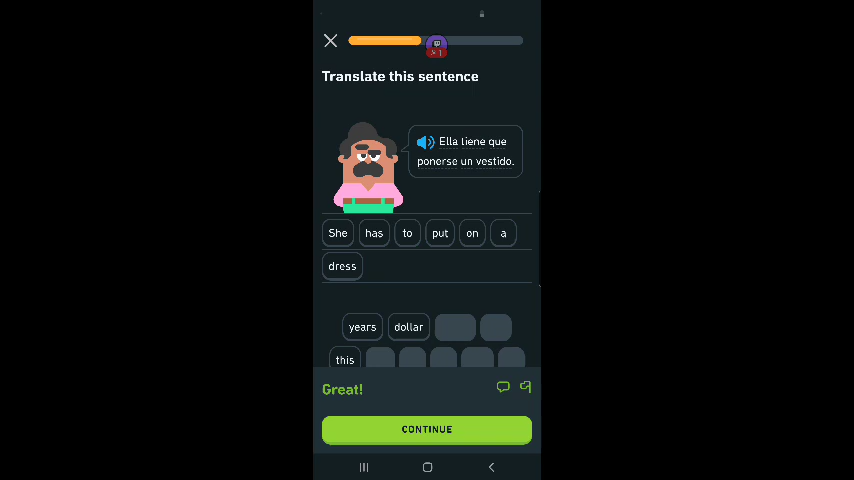 Translate this sentence
Ella tiene que
ponerse un vestido.
She has to put on a
dress
years dollar
this
Great!
CONTINUE